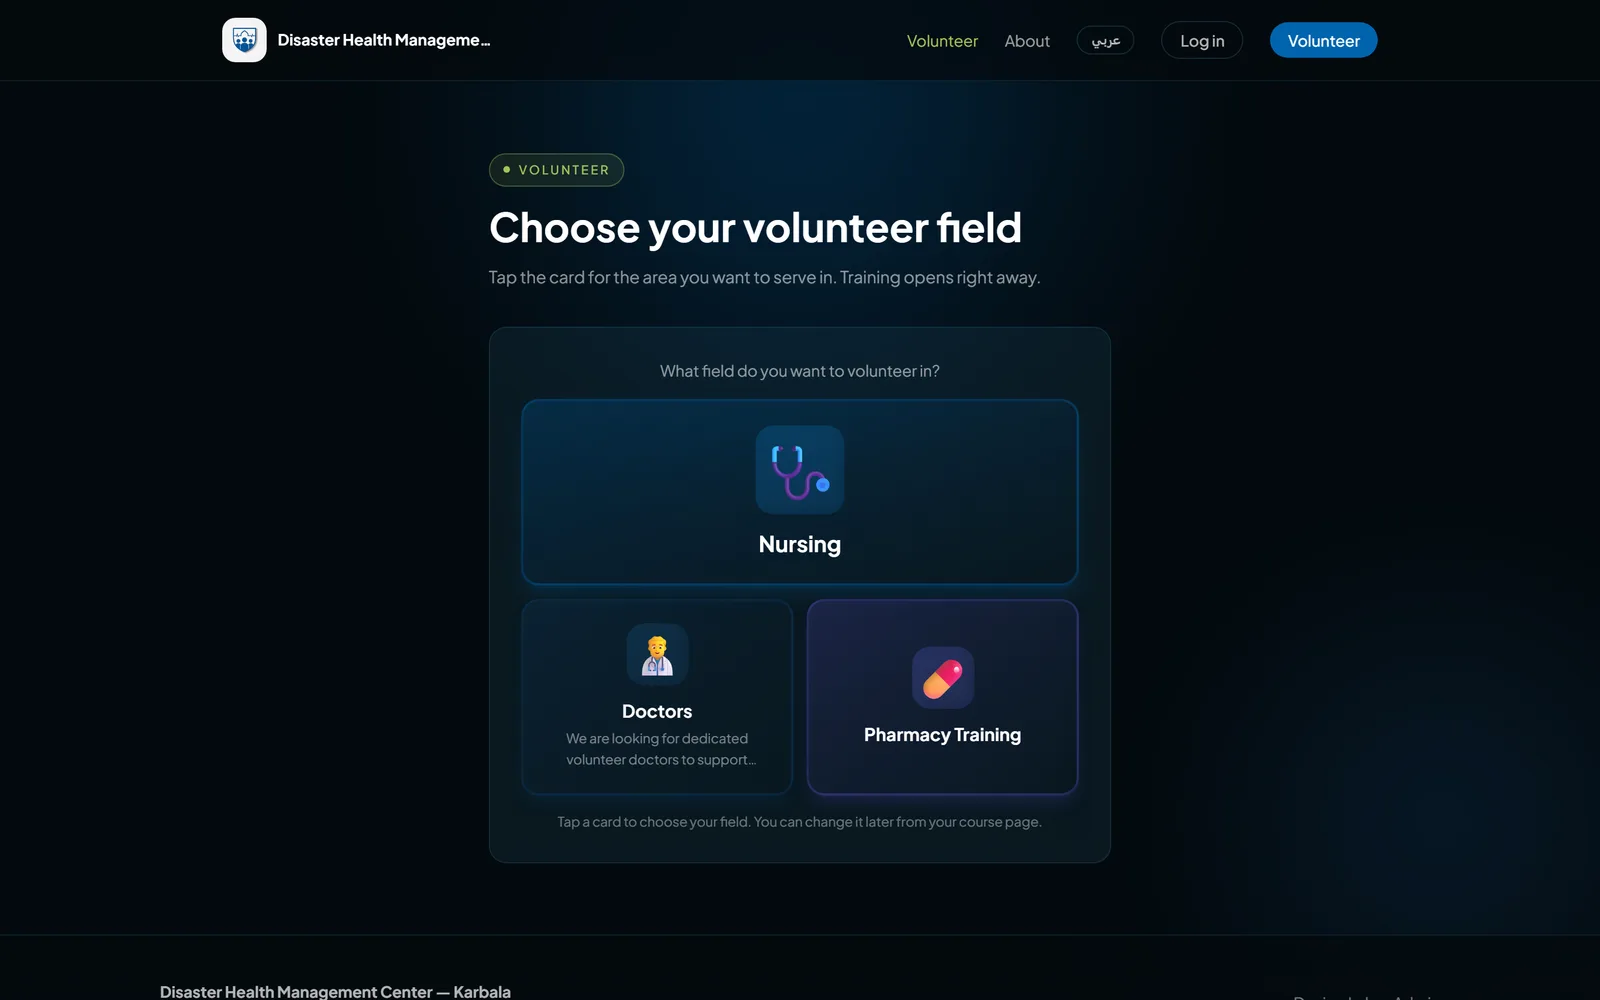 Disaster Health Manageme...
Volunteer
About
عربي
Log in
Volunteer
VOLUNTEER
Choose your volunteer field
Tap the card for the area you want to serve in. Training opens right away.
What field do you want to volunteer in?
Nursing
Doctors
We are looking for dedicated
volunteer doctors to support...
Pharmacy Training
Tap a card to choose your field. You can change it later from your course page.
Disaster Health Management Center — Karbala